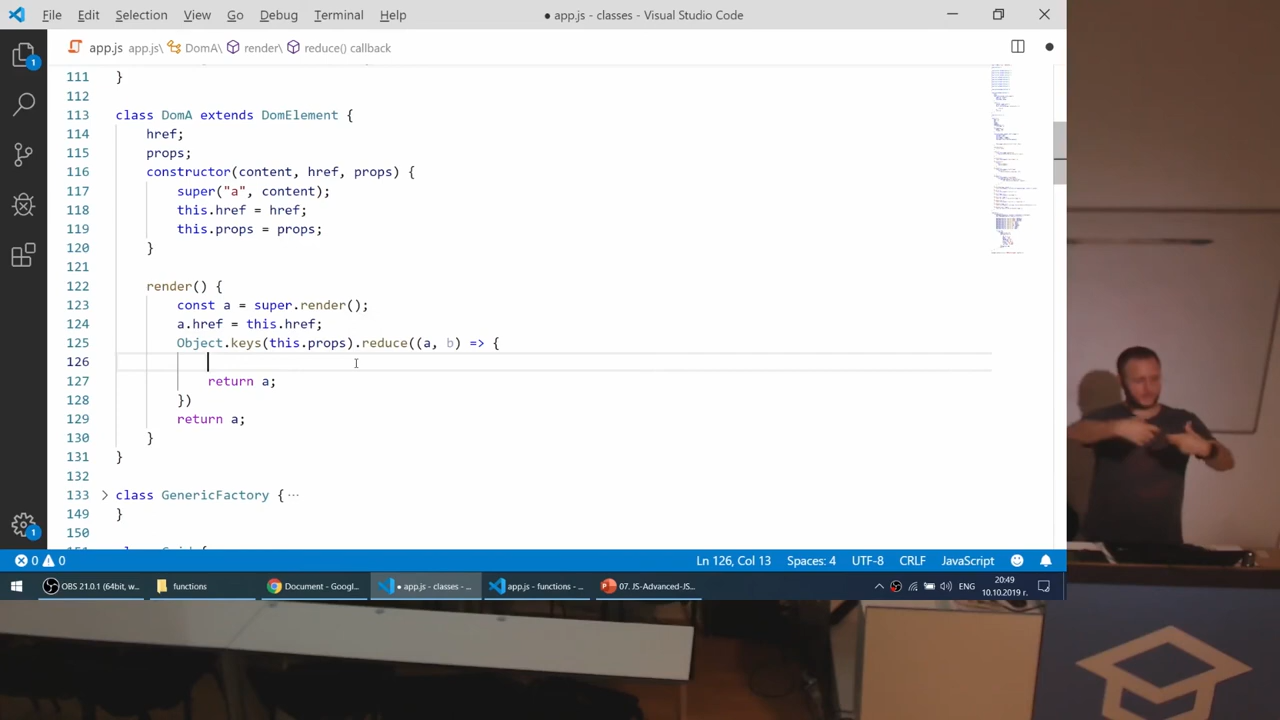 File Edit Selection View Go Debug Terminal Help
● app.js - classes - Visual Studio Code
app.js app.js\ DomA\ render\ reduce() callback
111 }
112
113 class DomA extends DomElement {
114 href;
115 props;
116 constructor(content, href, props) {
117 super("a", content);
118 this.href = href;
119 this.props = props;
120 }
121
122 render() {
123 const a = super.render();
124 a.href = this.href;
125 Object.keys(this.props).reduce((a, b) => {
126
127 return a;
128 })
129 return a;
130 }
131 }
132
133 class GenericFactory { ...
149 }
150
0 0 Ln 126, Col 13 Spaces: 4 UTF-8 CRLF JavaScript
OBS 21.0.1 (64bit, w... functions Document - Googl... ● app.js - classes - ... app.js - functions - ... 07. JS-Advanced-JS... ENG 20:49
10.10.2019 г.